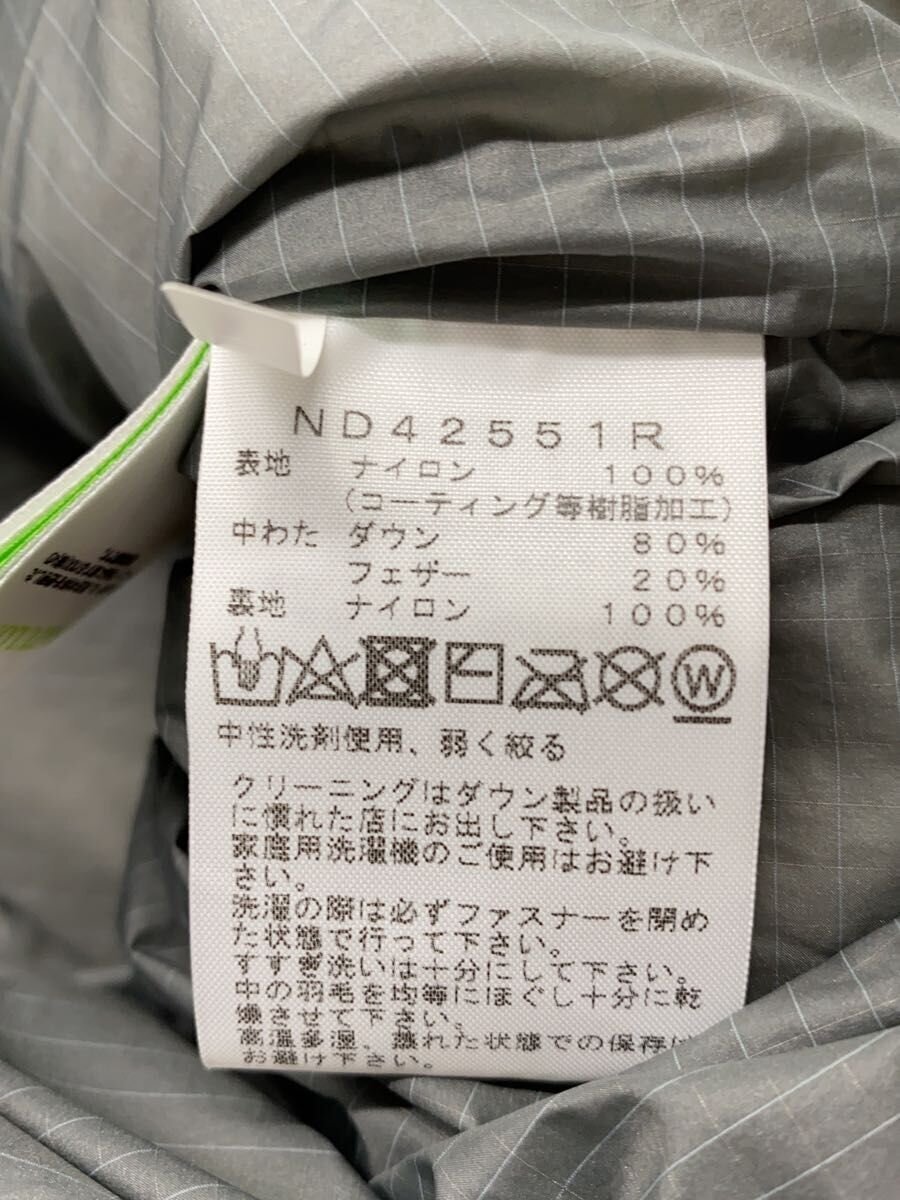 ND42551R
表地 ナイロン 100%
(コーティング等樹脂加工)
中わた ダウン 80%
フェザー 20%
裏地 ナイロン 100%
W
中性洗剤使用、弱く絞る
クリーニングはダウン製品の扱い
に慣れた店にお出し下さい。
家庭用洗濯機のご使用はお避け下
さい。
洗濯の際は必ずファスナーを閉め
た状態で行って下さい。
すすぎ洗いは十分にして下さい。
中の羽毛を均等にほぐし十分に乾
燥させて下さい。
高温多湿、濡れた状態での保存は
お避け下さい。